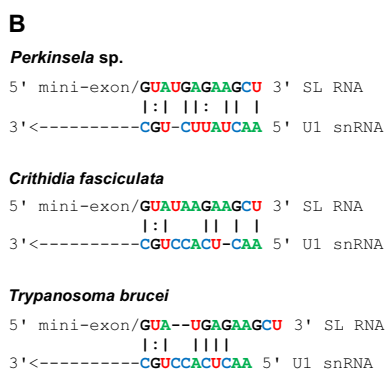 B
Perkinsela sp.
5' mini-exon/GUAUGAGAAGCU 3' SL RNA
|:| ||: || |
3'<----------CGU-CUUAUCAA 5' U1 snRNA
Crithidia fasciculata
5' mini-exon/GUAUAAGAAGCU 3' SL RNA
|:| || | |
3'<----------CGUCCACU-CAA 5' U1 snRNA
Trypanosoma brucei
5' mini-exon/GUA--UGAGAAGCU 3' SL RNA
|:| ||||
3'<----------CGUCCACUCAA 5' U1 snRNA